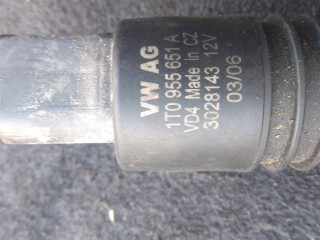 VW AG
1T0 955 651 A
VD4 Made in CZ
3028143 12V
03/06